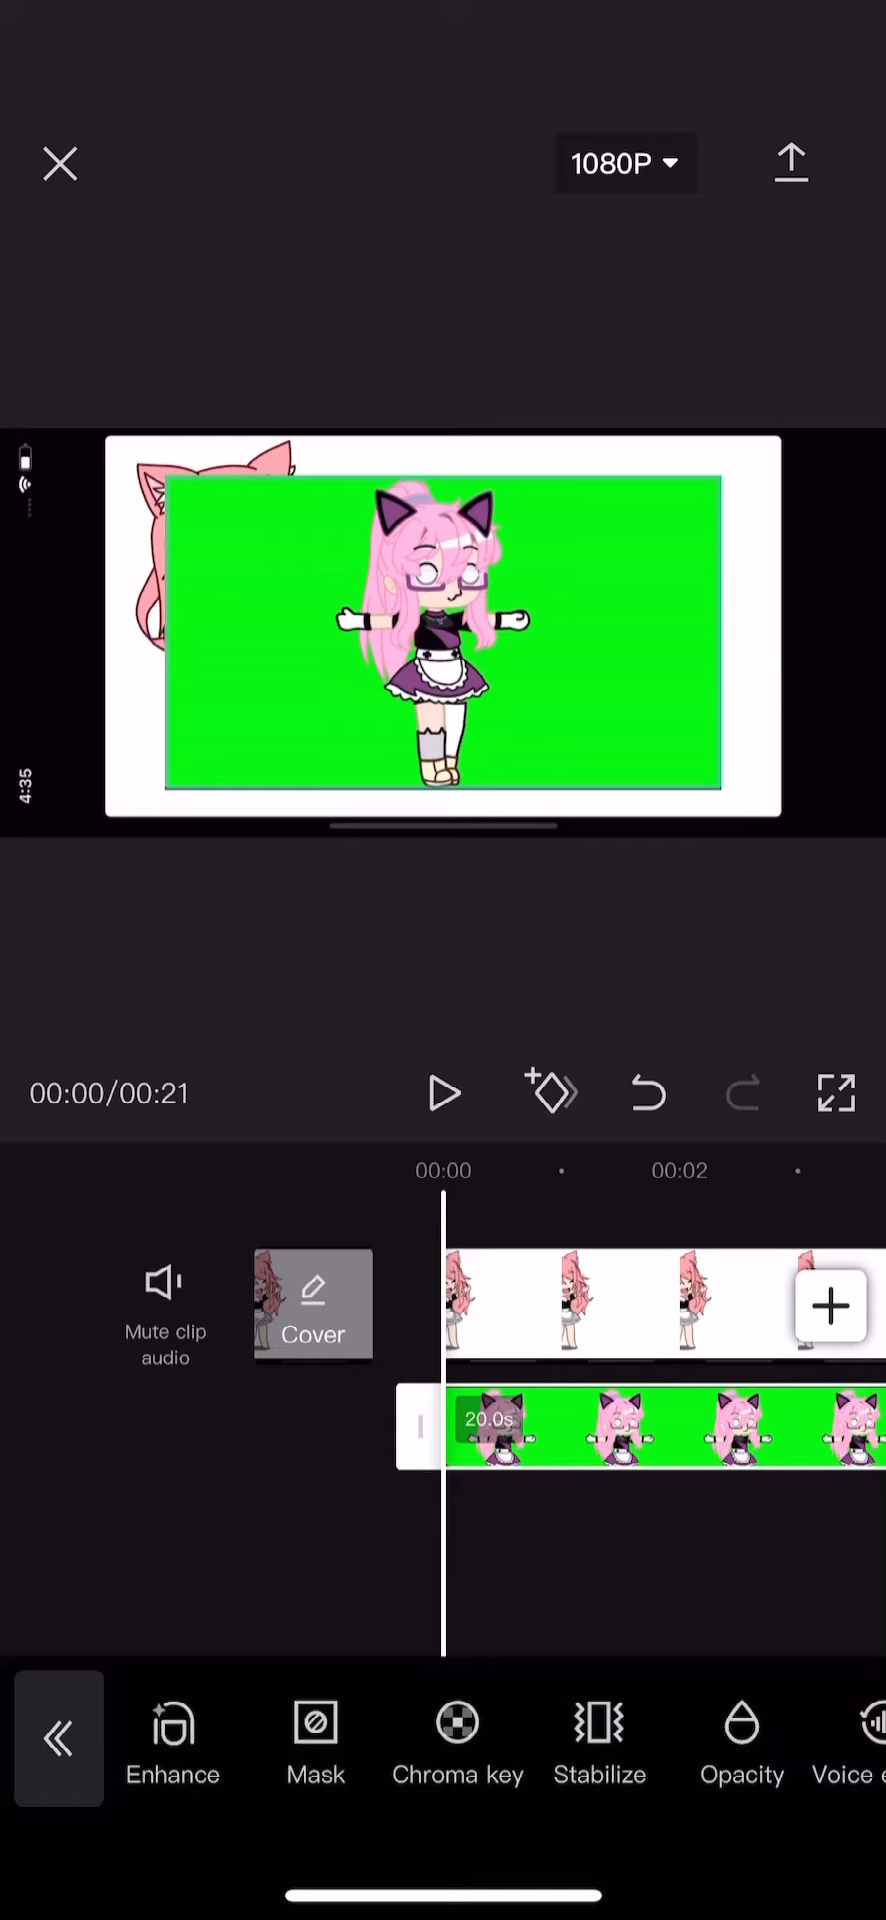 1080P
4:35
00:00/00:21
00:00
00:02
Mute clip
audio
Cover
20.0s
Enhance
Mask
Chroma key
Stabilize
Opacity
Voice e